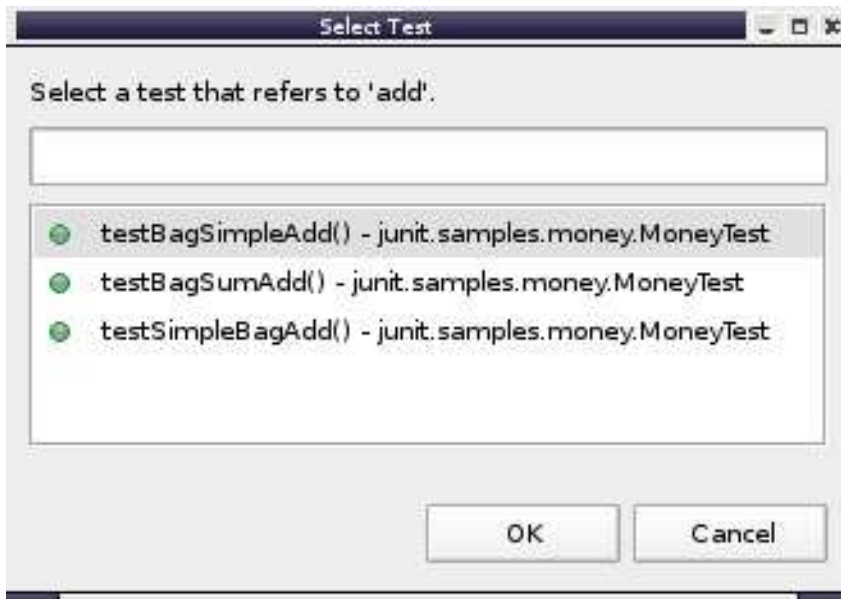 Select Test
Select a test that refers to 'add'.
testBagSimpleAdd() - junit.samples.money.MoneyTest
testBagSumAdd() - junit.samples.money.MoneyTest
testSimpleBagAdd() - junit.samples.money.MoneyTest
OK
Cancel